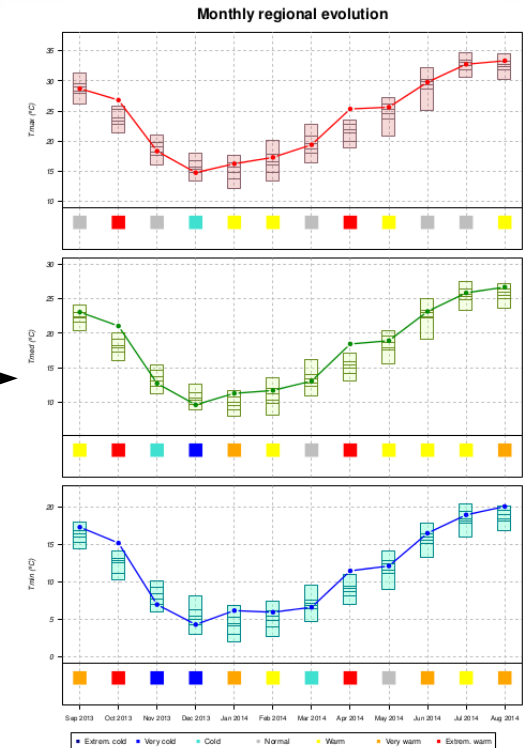 Monthly regional evolution
35
30
25
20
15
10
Tmax (°C)
30
25
20
15
10
Tmed (°C)
20
15
10
5
0
Tmin (°C)
Sep 2013 Oct 2013 Nov 2013 Dec 2013 Jan 2014 Feb 2014 Mar 2014 Apr 2014 May 2014 Jun 2014 Jul 2014 Aug 2014
Extrem. cold Very cold Cold Normal Warm Very warm Extrem. warm